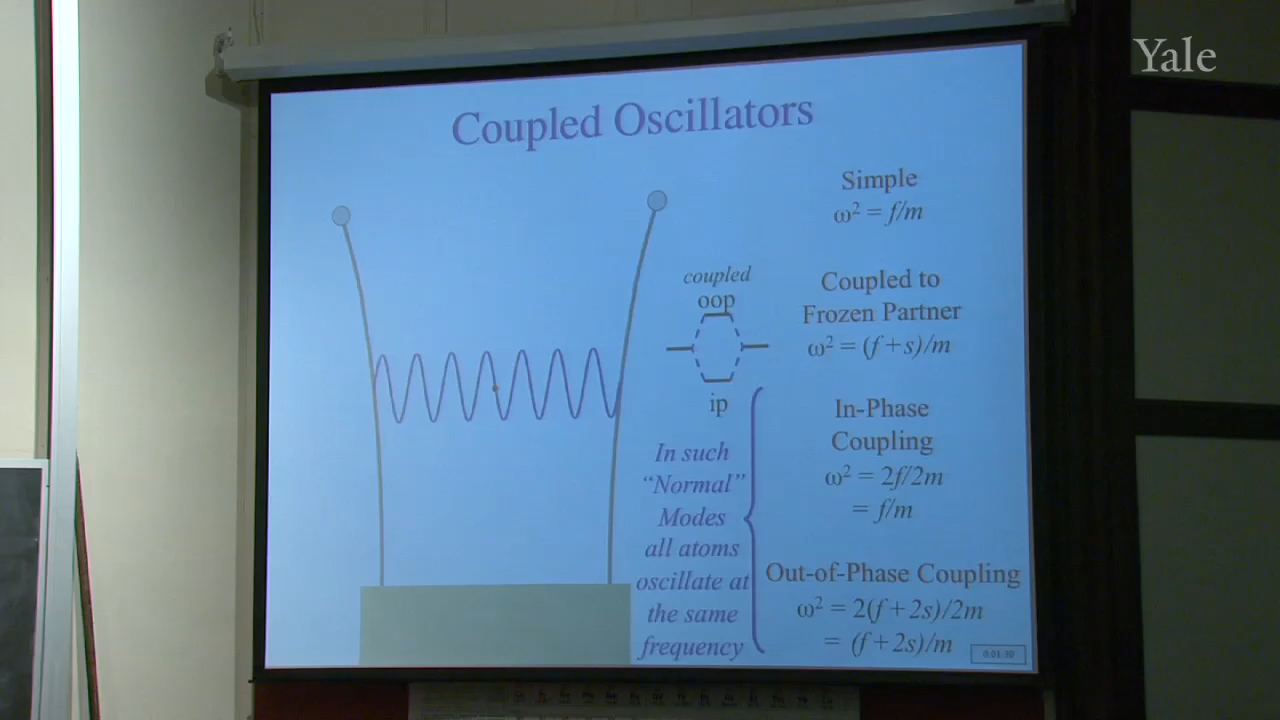 Yale
Coupled Oscillators
Simple
ω² = f/m
coupled
oop
ip
Coupled to
Frozen Partner
ω² = (f+s)/m
In-Phase
Coupling
ω² = 2f/2m
= f/m
In such
“Normal”
Modes
all atoms
oscillate at
the same
frequency
Out-of-Phase Coupling
ω² = 2(f+2s)/2m
= (f+2s)/m